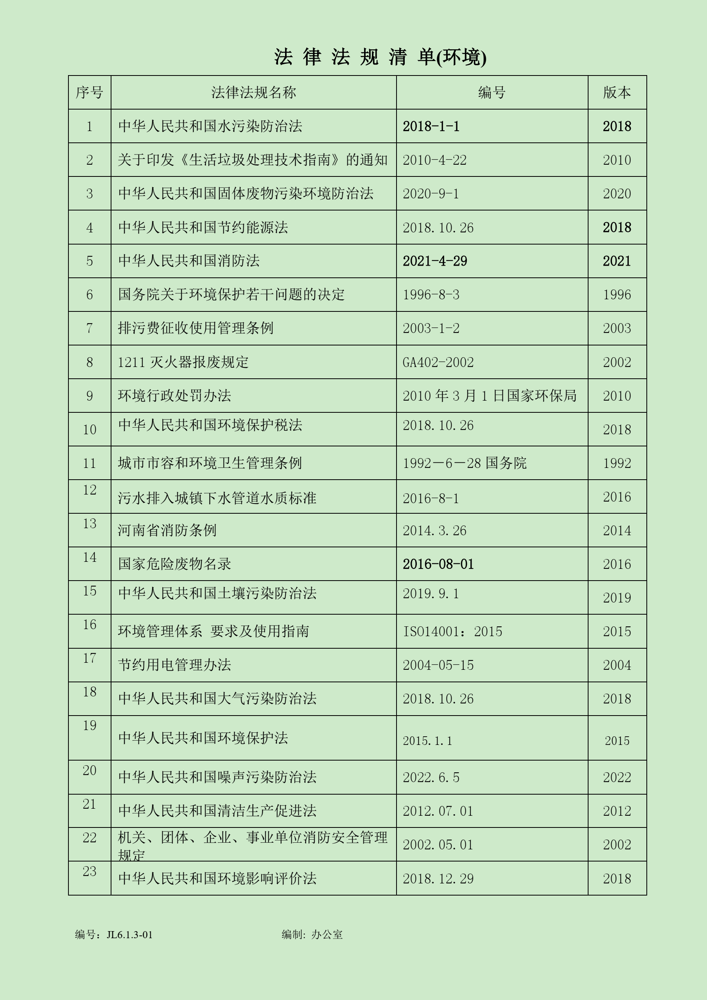 法 律 法 规 清 单(环境)
序号 法律法规名称 编号 版本
1 中华人民共和国水污染防治法 2018-1-1 2018
2 关于印发《生活垃圾处理技术指南》的通知 2010-4-22 2010
3 中华人民共和国固体废物污染环境防治法 2020-9-1 2020
4 中华人民共和国节约能源法 2018.10.26 2018
5 中华人民共和国消防法 2021-4-29 2021
6 国务院关于环境保护若干问题的决定 1996-8-3 1996
7 排污费征收使用管理条例 2003-1-2 2003
8 1211 灭火器报废规定 GA402-2002 2002
9 环境行政处罚办法 2010 年 3 月 1 日国家环保局 2010
10 中华人民共和国环境保护税法 2018.10.26 2018
11 城市市容和环境卫生管理条例 1992－6－28 国务院 1992
12 污水排入城镇下水管道水质标准 2016-8-1 2016
13 河南省消防条例 2014.3.26 2014
14 国家危险废物名录 2016-08-01 2016
15 中华人民共和国土壤污染防治法 2019.9.1 2019
16 环境管理体系 要求及使用指南 ISO14001：2015 2015
17 节约用电管理办法 2004-05-15 2004
18 中华人民共和国大气污染防治法 2018.10.26 2018
19 中华人民共和国环境保护法 2015.1.1 2015
20 中华人民共和国噪声污染防治法 2022.6.5 2022
21 中华人民共和国清洁生产促进法 2012.07.01 2012
22 机关、团体、企业、事业单位消防安全管理 2002.05.01 2002
规定
23 中华人民共和国环境影响评价法 2018.12.29 2018
编号：JL6.1.3-01 编制: 办公室